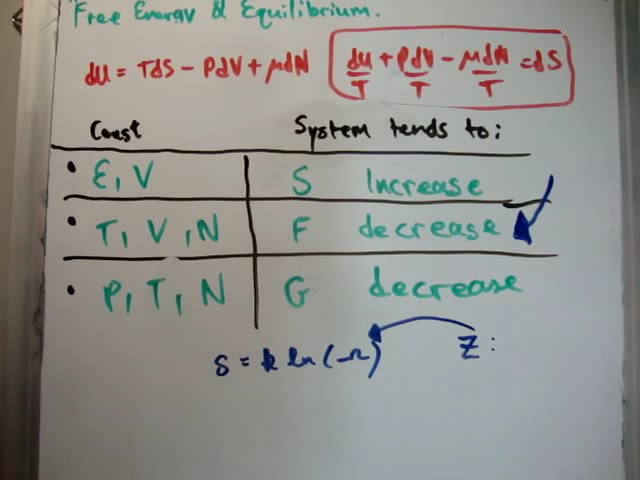 Free Energy & Equilibrium.
dU = TdS - PdV + μdN
dU/T + PdV/T - μdN/T = dS
Const System tends to:
• E, V S Increase
• T, V, N F decrease
• P, T, N G decrease
S = k ln(Ω) Z: